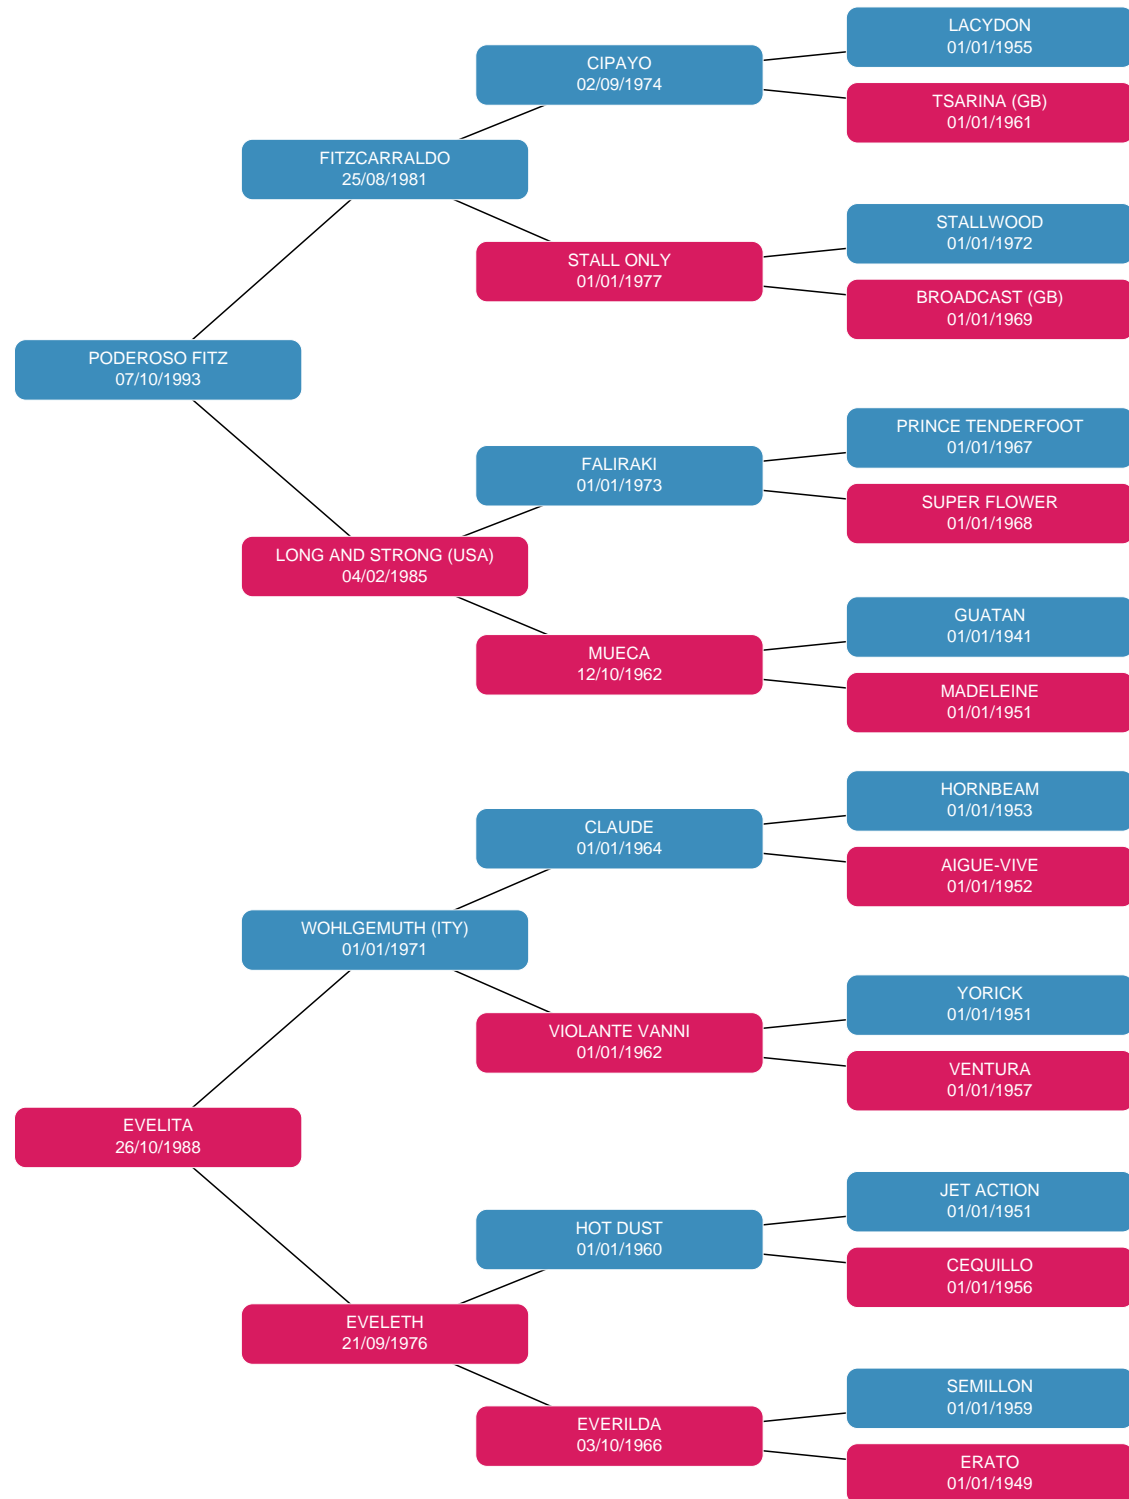 LACYDON
01/01/1955
CIPAYO
02/09/1974
TSARINA (GB)
01/01/1961
FITZCARRALDO
25/08/1981
STALLWOOD
01/01/1972
STALL ONLY
01/01/1977
BROADCAST (GB)
01/01/1969
PODEROSO FITZ
07/10/1993
PRINCE TENDERFOOT
01/01/1967
FALIRAKI
01/01/1973
SUPER FLOWER
01/01/1968
LONG AND STRONG (USA)
04/02/1985
GUATAN
01/01/1941
MUECA
12/10/1962
MADELEINE
01/01/1951
HORNBEAM
01/01/1953
CLAUDE
01/01/1964
AIGUE-VIVE
01/01/1952
WOHLGEMUTH (ITY)
01/01/1971
YORICK
01/01/1951
VIOLANTE VANNI
01/01/1962
VENTURA
01/01/1957
EVELITA
26/10/1988
JET ACTION
01/01/1951
HOT DUST
01/01/1960
CEQUILLO
01/01/1956
EVELETH
21/09/1976
SEMILLON
01/01/1959
EVERILDA
03/10/1966
ERATO
01/01/1949